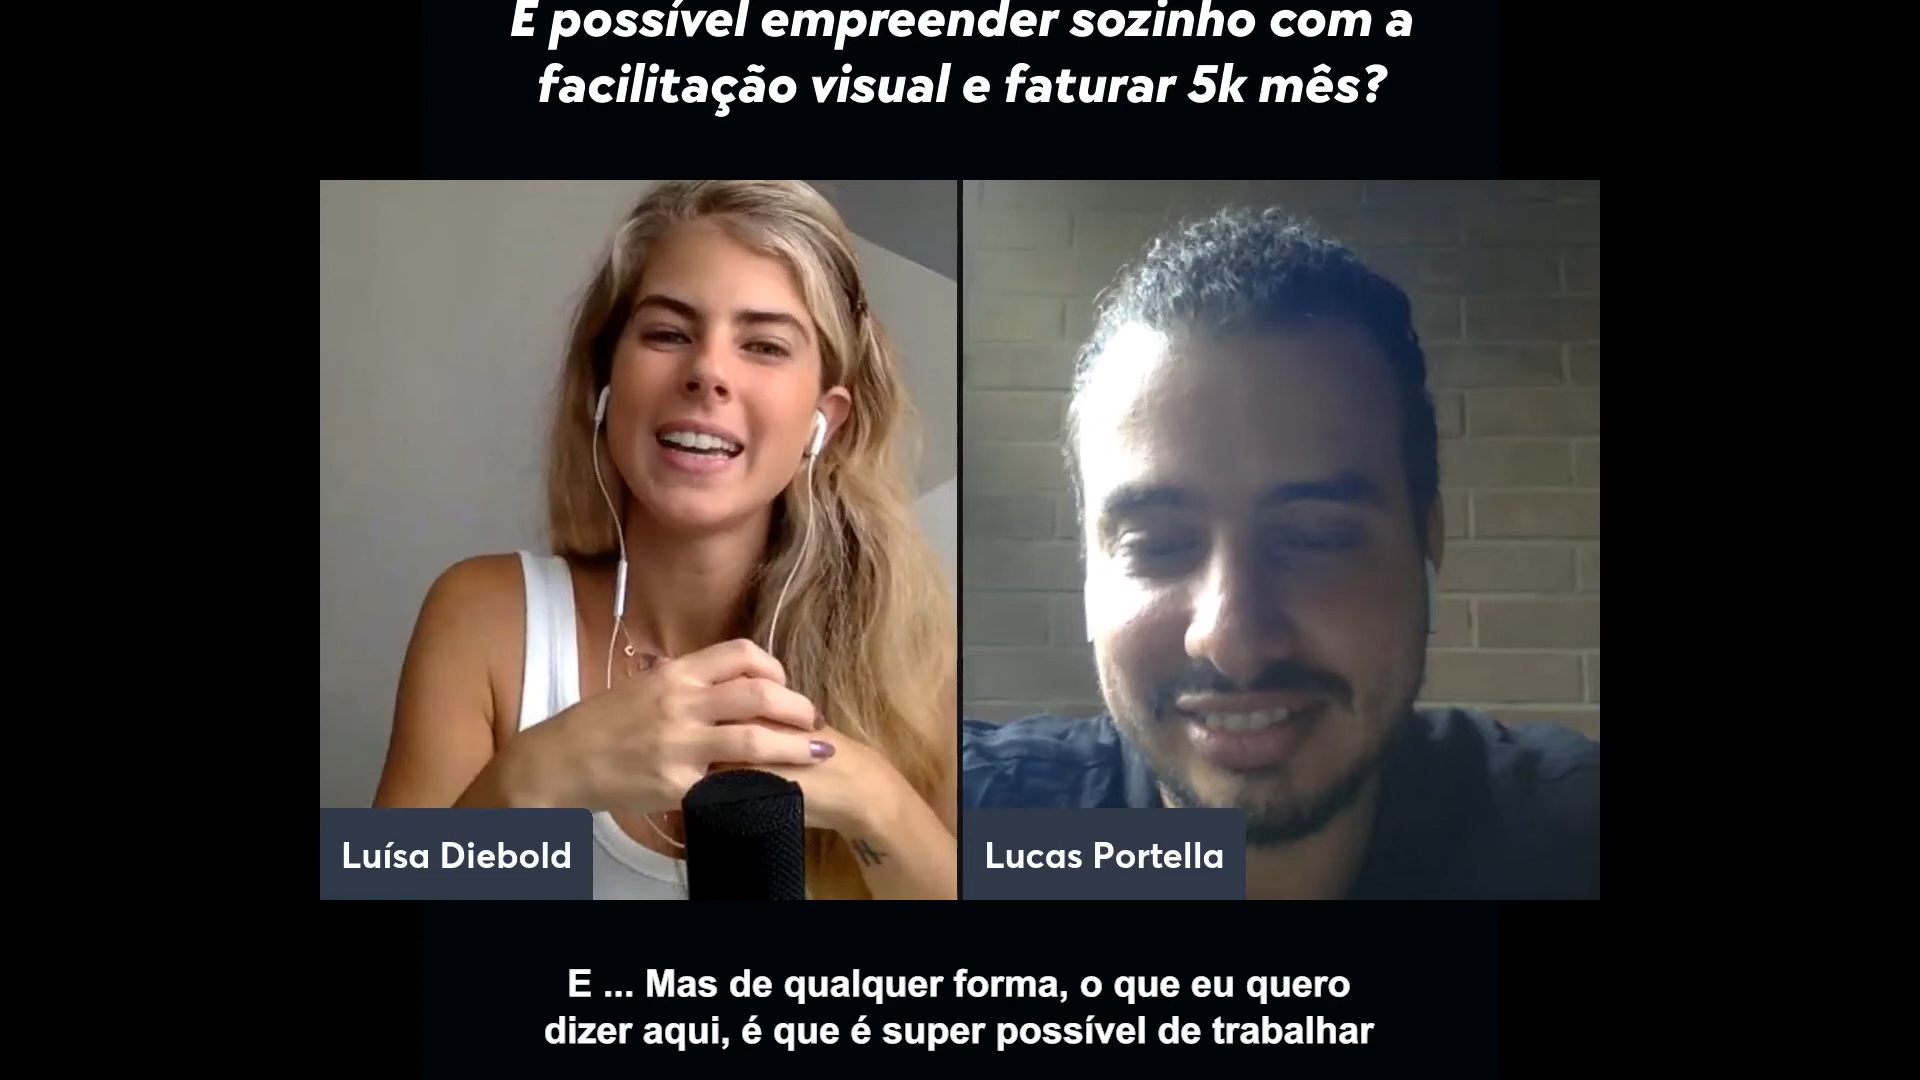 É possível empreender sozinho com a
facilitação visual e faturar 5k mês?
Luísa Diebold
Lucas Portella
E ... Mas de qualquer forma, o que eu quero
dizer aqui, é que é super possível de trabalhar